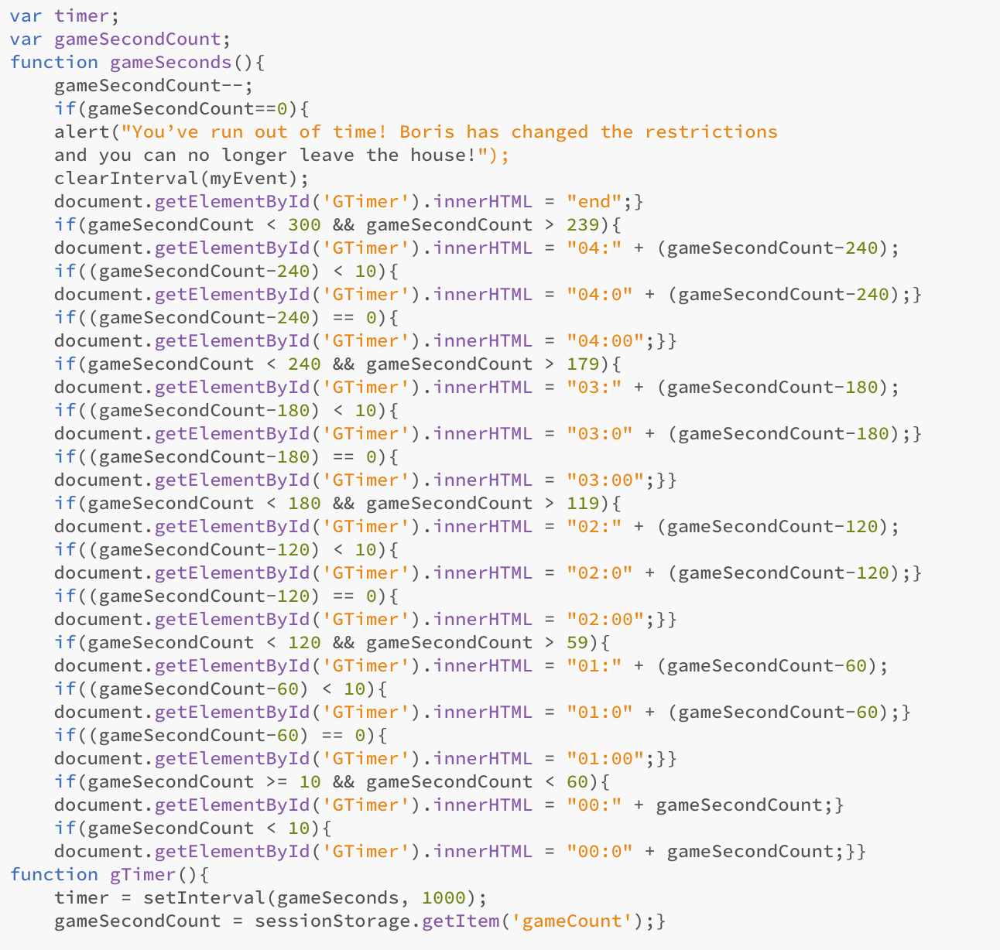 var timer;
var gameSecondCount;
function gameSeconds(){
    gameSecondCount--;
    if(gameSecondCount==0){
    alert("You’ve run out of time! Boris has changed the restrictions
    and you can no longer leave the house!");
    clearInterval(myEvent);
    document.getElementById('GTimer').innerHTML = "end";}
    if(gameSecondCount < 300 && gameSecondCount > 239){
    document.getElementById('GTimer').innerHTML = "04:" + (gameSecondCount-240);
    if((gameSecondCount-240) < 10){
    document.getElementById('GTimer').innerHTML = "04:0" + (gameSecondCount-240);}
    if((gameSecondCount-240) == 0){
    document.getElementById('GTimer').innerHTML = "04:00";}}
    if(gameSecondCount < 240 && gameSecondCount > 179){
    document.getElementById('GTimer').innerHTML = "03:" + (gameSecondCount-180);
    if((gameSecondCount-180) < 10){
    document.getElementById('GTimer').innerHTML = "03:0" + (gameSecondCount-180);}
    if((gameSecondCount-180) == 0){
    document.getElementById('GTimer').innerHTML = "03:00";}}
    if(gameSecondCount < 180 && gameSecondCount > 119){
    document.getElementById('GTimer').innerHTML = "02:" + (gameSecondCount-120);
    if((gameSecondCount-120) < 10){
    document.getElementById('GTimer').innerHTML = "02:0" + (gameSecondCount-120);}
    if((gameSecondCount-120) == 0){
    document.getElementById('GTimer').innerHTML = "02:00";}}
    if(gameSecondCount < 120 && gameSecondCount > 59){
    document.getElementById('GTimer').innerHTML = "01:" + (gameSecondCount-60);
    if((gameSecondCount-60) < 10){
    document.getElementById('GTimer').innerHTML = "01:0" + (gameSecondCount-60);}
    if((gameSecondCount-60) == 0){
    document.getElementById('GTimer').innerHTML = "01:00";}}
    if(gameSecondCount >= 10 && gameSecondCount < 60){
    document.getElementById('GTimer').innerHTML = "00:" + gameSecondCount;}
    if(gameSecondCount < 10){
    document.getElementById('GTimer').innerHTML = "00:0" + gameSecondCount;}}
function gTimer(){
    timer = setInterval(gameSeconds, 1000);
    gameSecondCount = sessionStorage.getItem('gameCount');}